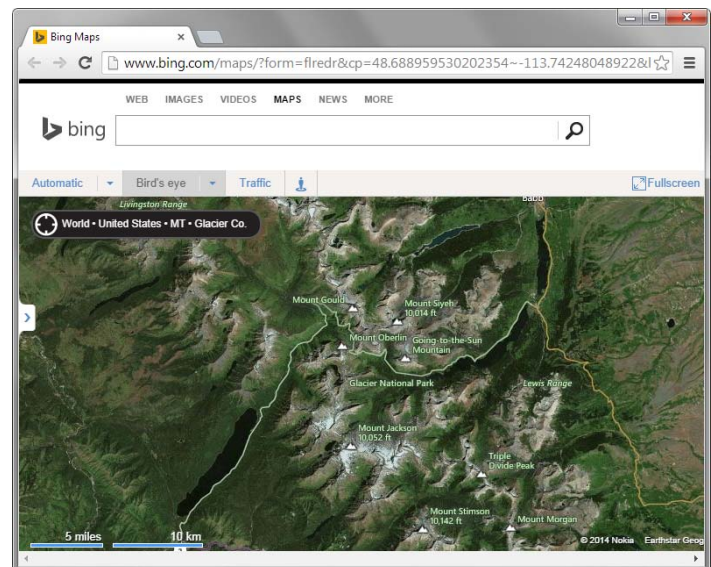 Bing Maps
www.bing.com/maps/?form=flredr&cp=48.688959530202354~-113.74248048922&l
WEB IMAGES VIDEOS MAPS NEWS MORE
bing
Automatic Bird's eye Traffic Fullscreen
Livingston Range
Babb
World • United States • MT • Glacier Co.
Mount Gould
Mount Siyeh
10,014 ft
Mount Oberlin
Going-to-the-Sun
Mountain
Glacier National Park
Lewis Range
Mount Jackson
10,052 ft
Triple
Divide Peak
Mount Stimson
10,142 ft
Mount Morgan
5 miles 10 km
© 2014 Nokia Earthstar Geog